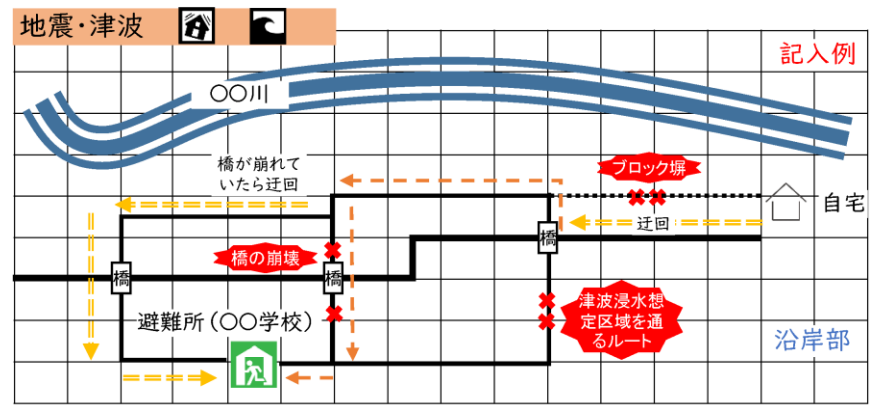 地震・津波
記入例
〇〇川
橋が崩れて
いたら迂回
ブロック塀
自宅
迂回
橋
橋の崩壊
橋
橋
津波浸水想
定区域を通
るルート
避難所（〇〇学校）
沿岸部